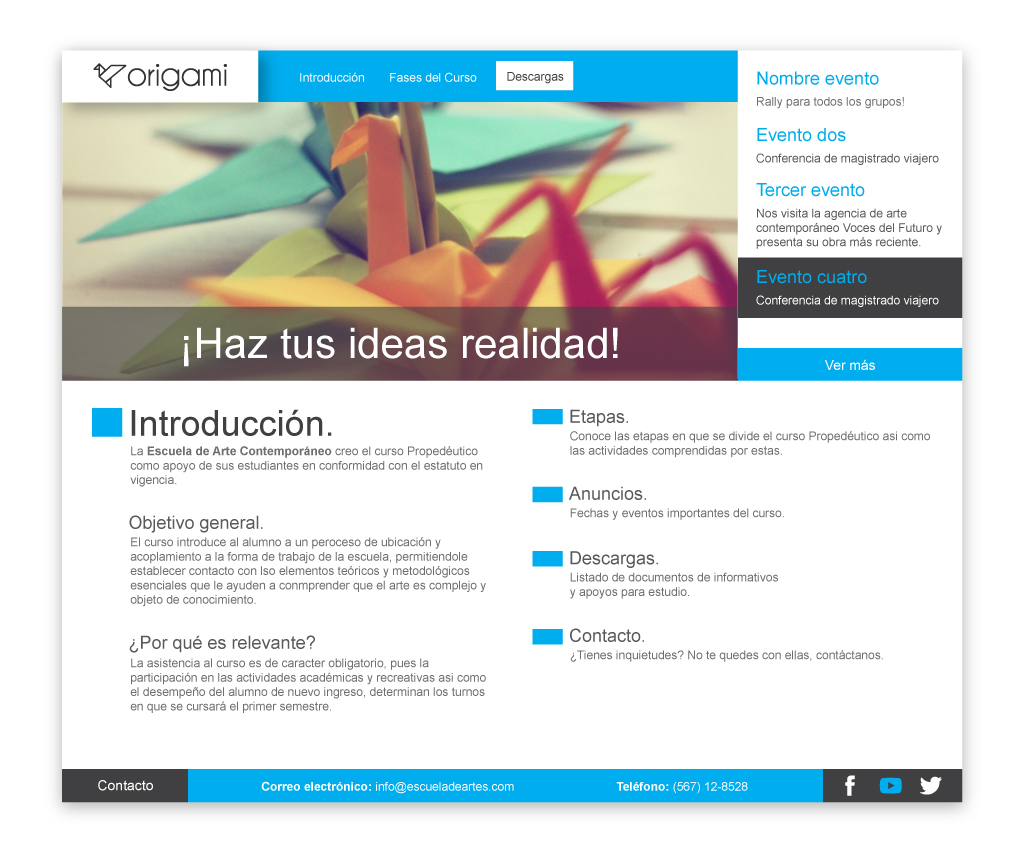 origami
Introducción
Fases del Curso
Descargas
Nombre evento
Rally para todos los grupos!
Evento dos
Conferencia de magistrado viajero
Tercer evento
Nos visita la agencia de arte
contemporáneo Voces del Futuro y
presenta su obra más reciente.
Evento cuatro
Conferencia de magistrado viajero
Ver más
¡Haz tus ideas realidad!
Introducción.
La Escuela de Arte Contemporáneo creo el curso Propedéutico
como apoyo de sus estudiantes en conformidad con el estatuto en
vigencia.
Objetivo general.
El curso introduce al alumno a un peroceso de ubicación y
acoplamiento a la forma de trabajo de la escuela, permitiendole
establecer contacto con lso elementos teóricos y metodológicos
esenciales que le ayuden a conmprender que el arte es complejo y
objeto de conocimiento.
¿Por qué es relevante?
La asistencia al curso es de caracter obligatorio, pues la
participación en las actividades académicas y recreativas asi como
el desempeño del alumno de nuevo ingreso, determinan los turnos
en que se cursará el primer semestre.
Etapas.
Conoce las etapas en que se divide el curso Propedéutico asi como
las actividades comprendidas por estas.
Anuncios.
Fechas y eventos importantes del curso.
Descargas.
Listado de documentos de informativos
y apoyos para estudio.
Contacto.
¿Tienes inquietudes? No te quedes con ellas, contáctanos.
Contacto
Correo electrónico: info@escueladeartes.com
Teléfono: (567) 12-8528